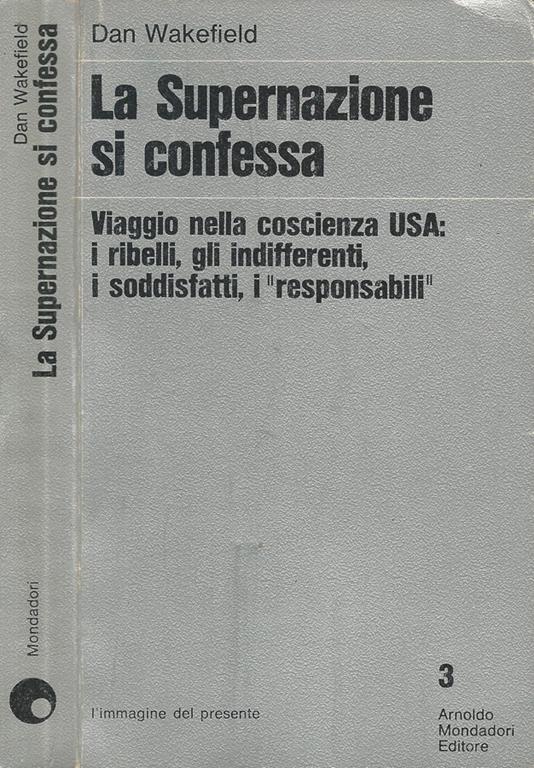 Dan Wakefield
La Supernazione si confessa
Mondadori
Dan Wakefield
La Supernazione
si confessa
Viaggio nella coscienza USA:
i ribelli, gli indifferenti,
i soddisfatti, i "responsabili"
l'immagine del presente
3
Arnoldo
Mondadori
Editore